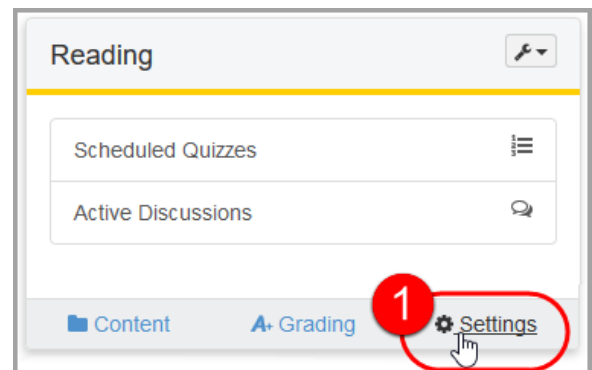 Reading
Scheduled Quizzes
Active Discussions
1
Content A+ Grading Settings